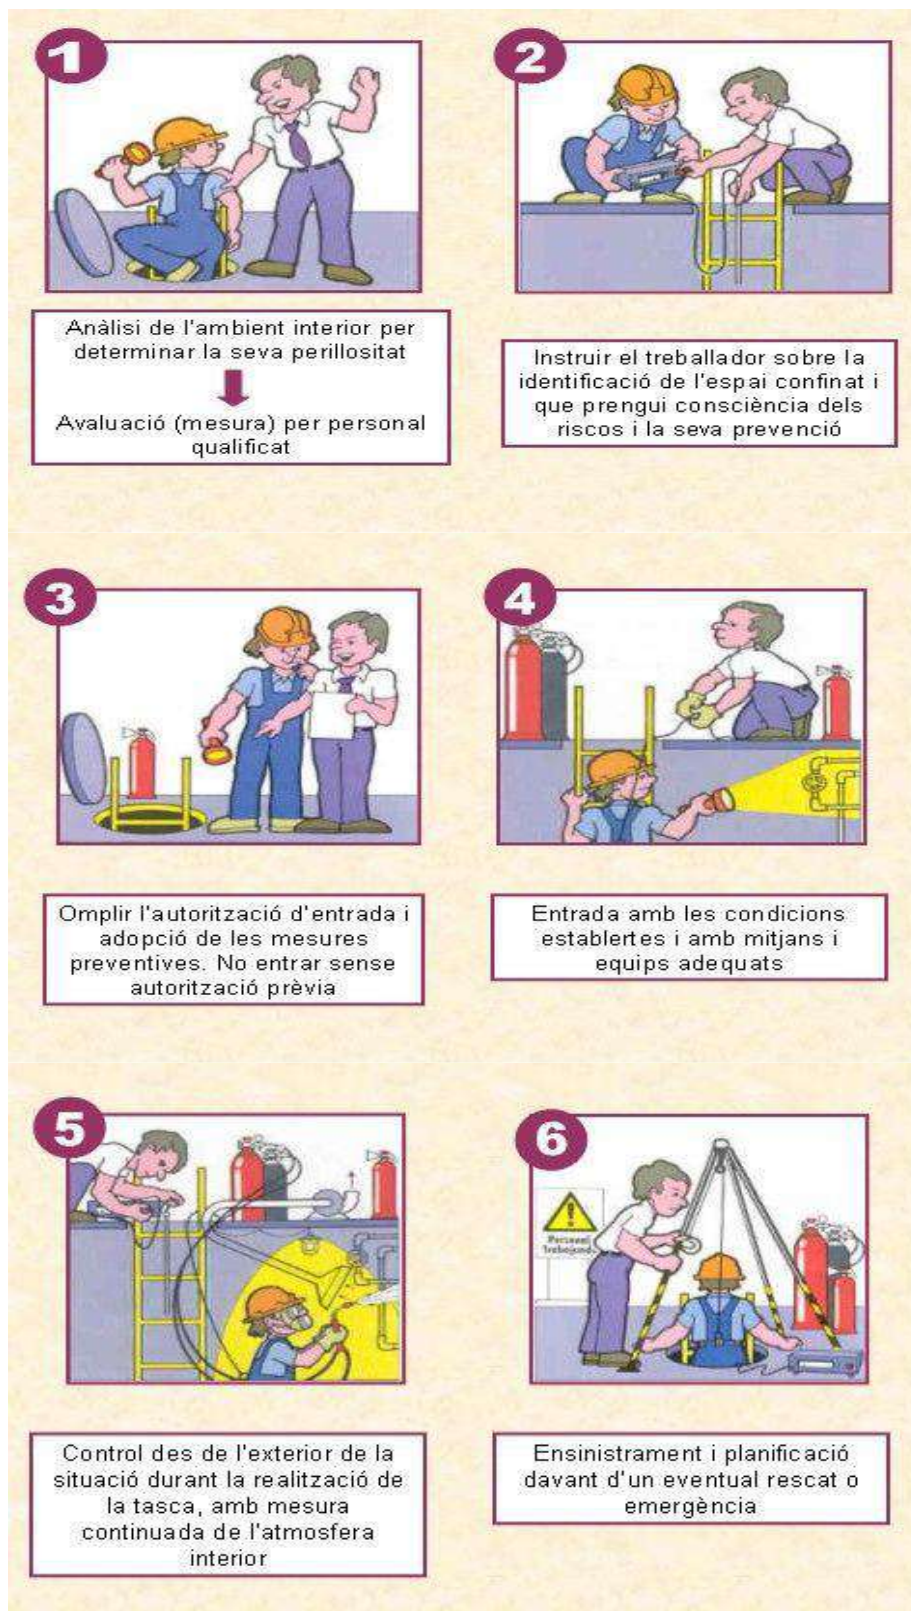 1
Anàlisi de l'ambient interior per
determinar la seva perillositat
Avaluació (mesura) per personal
qualificat
2
Instruir el treballador sobre la
identificació de l'espai confinat i
que prengui consciència dels
riscos i la seva prevenció
3
Omplir l'autorització d'entrada i
adopció de les mesures
preventives. No entrar sense
autorització prèvia
4
Entrada amb les condicions
establertes i amb mitjans i
equips adequats
5
Control des de l'exterior de la
situació durant la realització de
la tasca, amb mesura
continuada de l'atmosfera
interior
6
Personal
Trabajando
Ensinistrament i planificació
davant d'un eventual rescat o
emergència